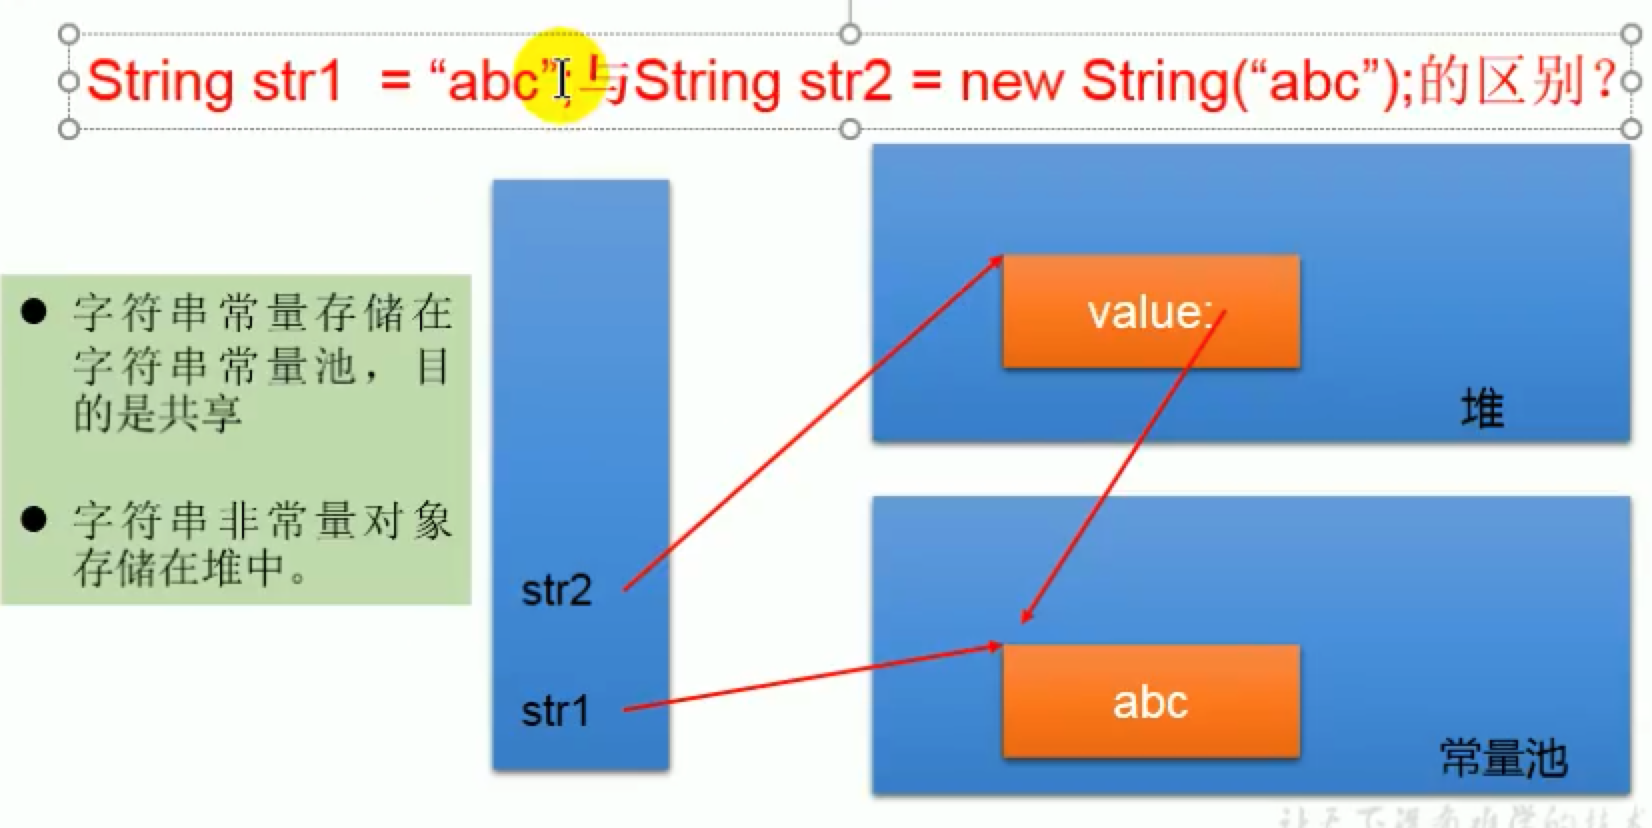 String str1 = “abc”;与String str2 = new String(“abc”);的区别？
● 字符串常量存储在
字符串常量池，目
的是共享
● 字符串非常量对象
存储在堆中。
str2
str1
value:
堆
abc
常量池